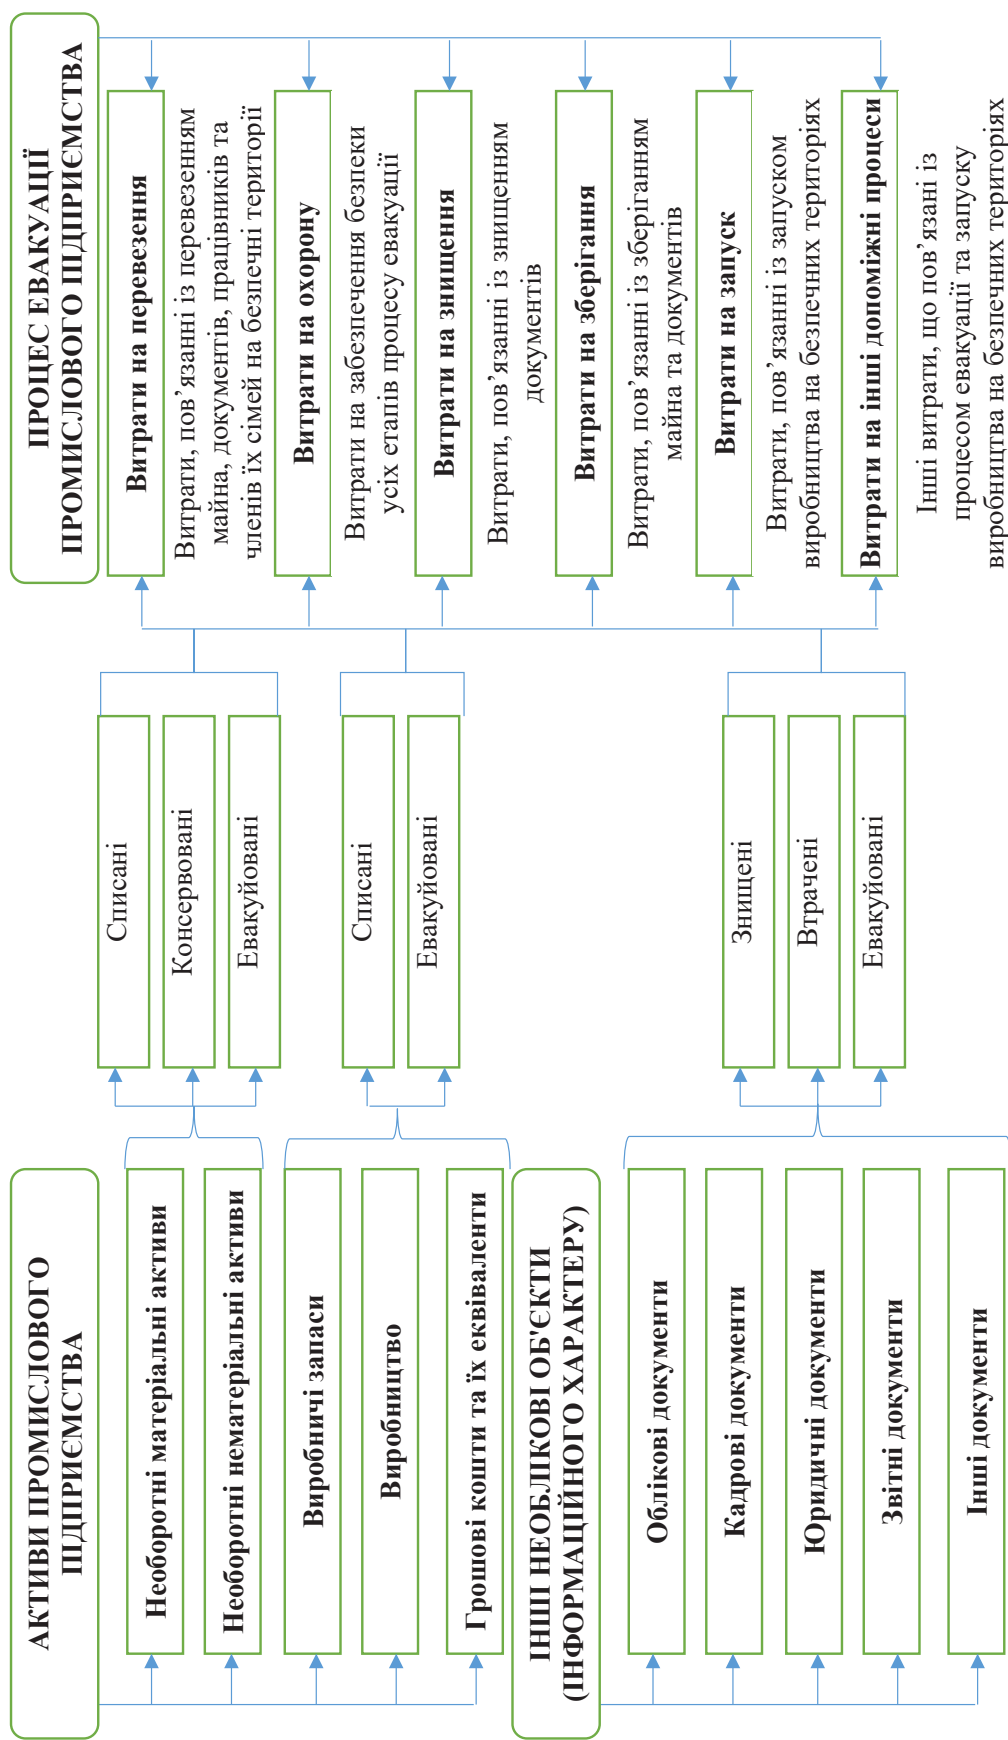 АКТИВИ ПРОМИСЛОВОГО
ПІДПРИЄМСТВА
Необоротні матеріальні активи
Необоротні нематеріальні активи
Виробничі запаси
Виробництво
Грошові кошти та їх еквіваленти
ІНШІ НЕОБЛІКОВІ ОБ'ЄКТИ
(ІНФОРМАЦІЙНОГО ХАРАКТЕРУ)
Облікові документи
Кадрові документи
Юридичні документи
Звітні документи
Інші документи
Списані
Консервовані
Евакуйовані
Списані
Евакуйовані
Знищені
Втрачені
Евакуйовані
ПРОЦЕС ЕВАКУАЦІЇ
ПРОМИСЛОВОГО ПІДПРИЄМСТВА
Витрати на перевезення
Витрати, пов’язанні із перевезенням
майна, документів, працівників та
членів їх сімей на безпечні території
Витрати на охорону
Витрати на забезпечення безпеки
усіх етапів процесу евакуації
Витрати на знищення
Витрати, пов’язанні із знищенням
документів
Витрати на зберігання
Витрати, пов’язанні із зберіганням
майна та документів
Витрати на запуск
Витрати, пов’язанні із запуском
виробництва на безпечних територіях
Витрати на інші допоміжні процеси
Інші витрати, що пов’язані із
процесом евакуації та запуску
виробництва на безпечних територіях